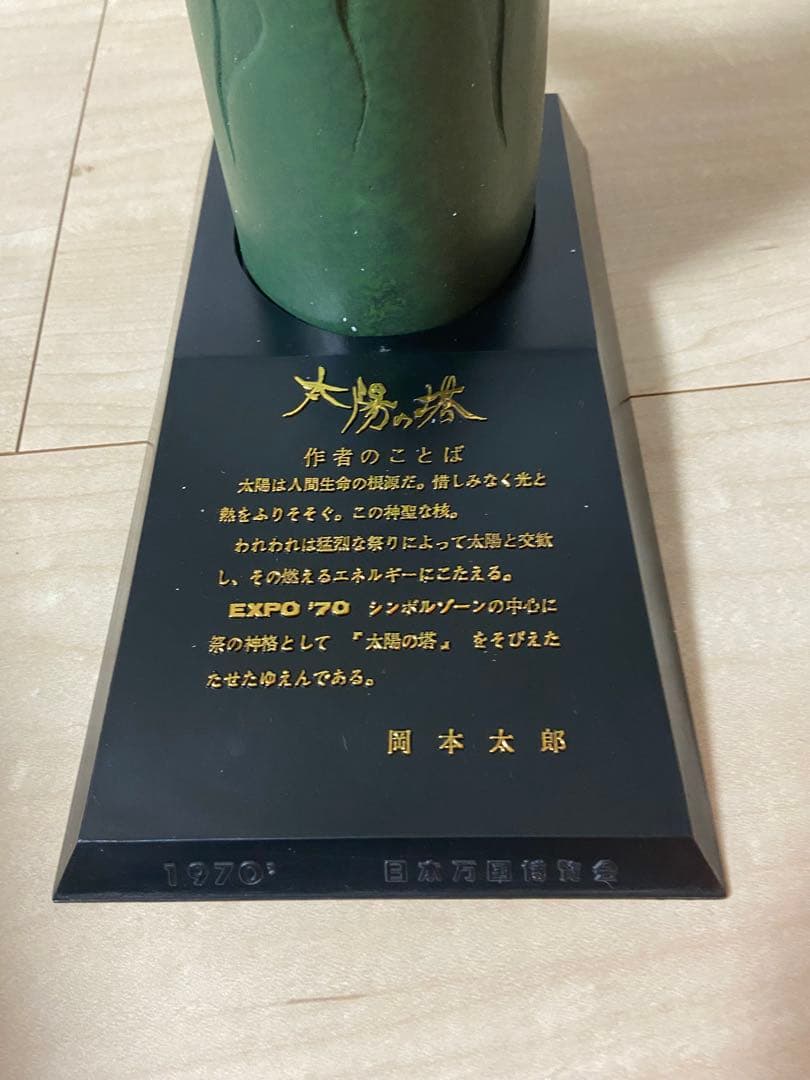 太陽の塔
作者のことば
太陽は人間生命の根源だ。惜しみなく光と
熱をふりそそぐ。この神聖な核。
われわれは猛烈な祭りによって太陽と交歓
し、その燃えるエネルギーにこたえる。
EXPO '70 シンボルゾーンの中心に
祭の神格として 『太陽の塔』 をそびえた
たせたゆえんである。
岡本太郎
1970' 日本万国博覧会